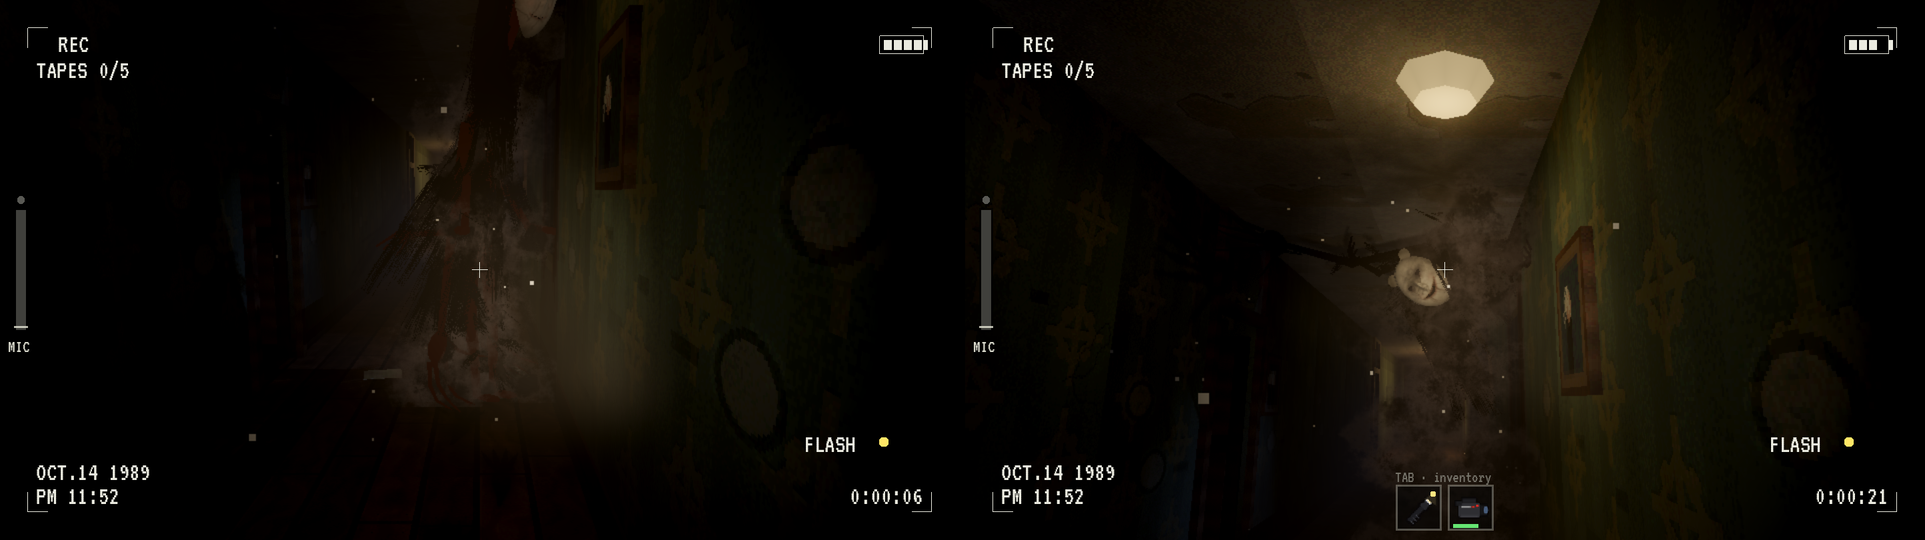 REC
TAPES 0/5
MIC
FLASH
OCT.14 1989
PM 11:52
0:00:06
REC
TAPES 0/5
MIC
FLASH
TAB · inventory
OCT.14 1989
PM 11:52
0:00:21